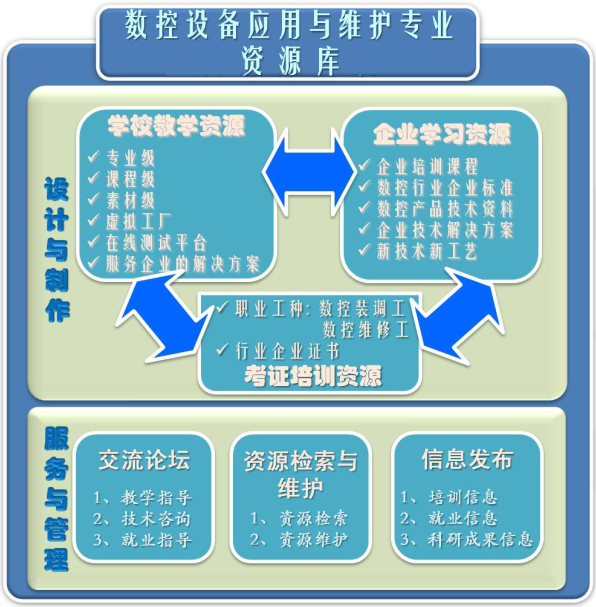 数控设备应用与维护专业
资源库
设计与制作
学校教学资源
✓ 专业级
✓ 课程级
✓ 素材级
✓ 虚拟工厂
✓ 在线测试平台
✓ 服务企业的解决方案
企业学习资源
✓ 企业培训课程
✓ 数控行业企业标准
✓ 数控产品技术资料
✓ 企业技术解决方案
✓ 新技术新工艺
✓ 职业工种：数控装调工
数控维修工
✓ 行业企业证书
考证培训资源
服务与管理
交流论坛
1、教学指导
2、技术咨询
3、就业指导
资源检索与
维护
1、资源检索
2、资源维护
信息发布
1、培训信息
2、就业信息
3、科研成果信息